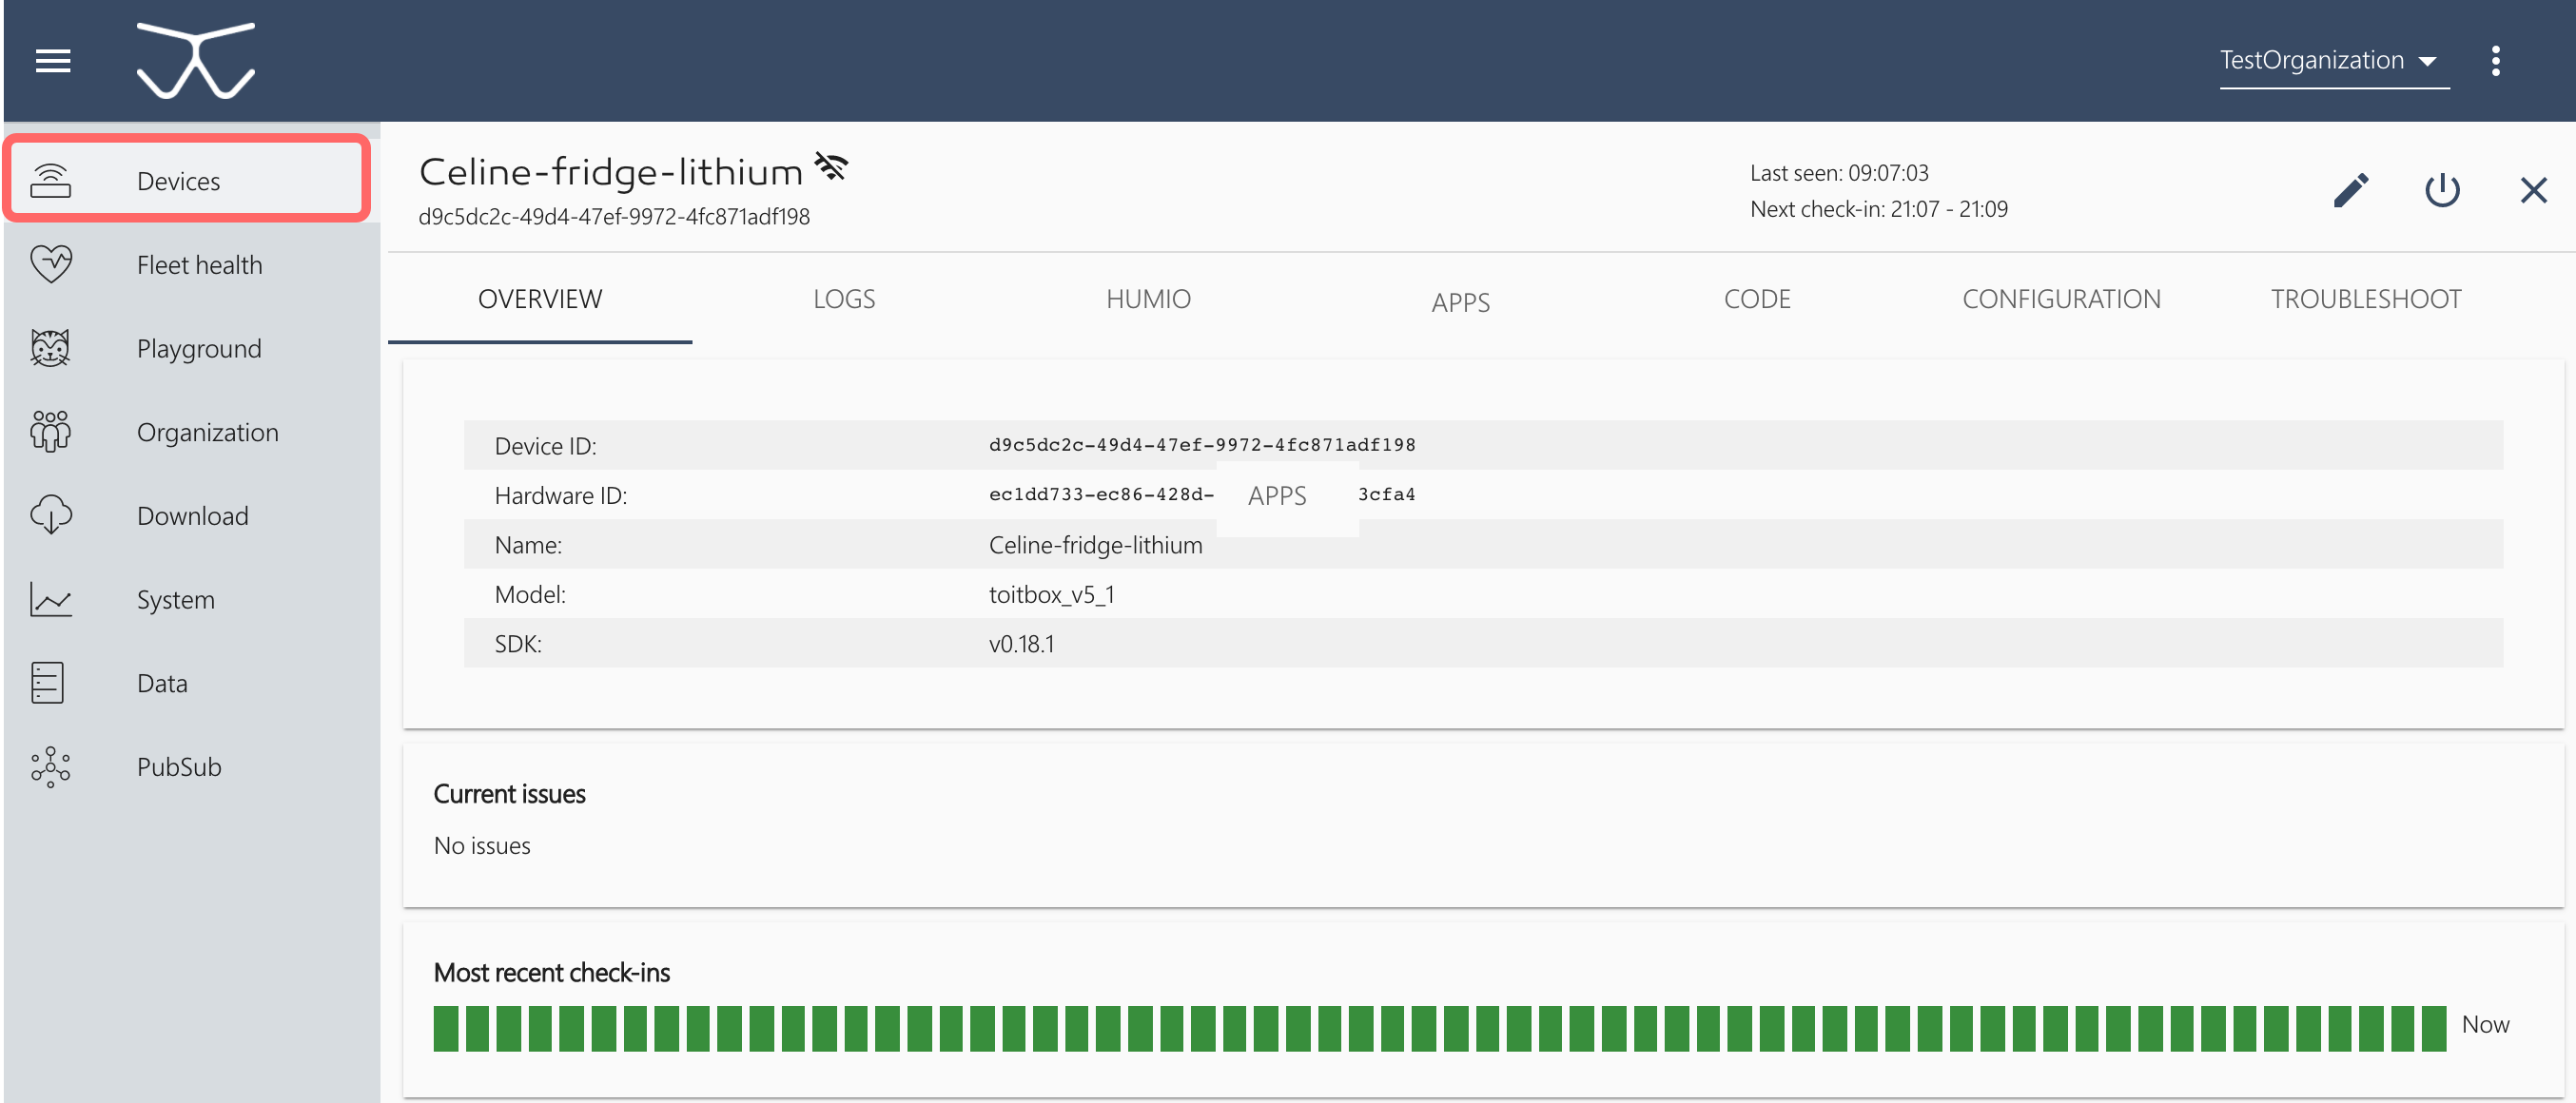 TestOrganization
Devices
Fleet health
Playground
Organization
Download
System
Data
PubSub
Celine-fridge-lithium
d9c5dc2c-49d4-47ef-9972-4fc871adf198
Last seen: 09:07:03
Next check-in: 21:07 - 21:09
OVERVIEW LOGS HUMIO APPS CODE CONFIGURATION TROUBLESHOOT
Device ID: d9c5dc2c-49d4-47ef-9972-4fc871adf198
Hardware ID: ec1dd733-ec86-428d- APPS 3cfa4
Name: Celine-fridge-lithium
Model: toitbox_v5_1
SDK: v0.18.1
Current issues
No issues
Most recent check-ins
Now